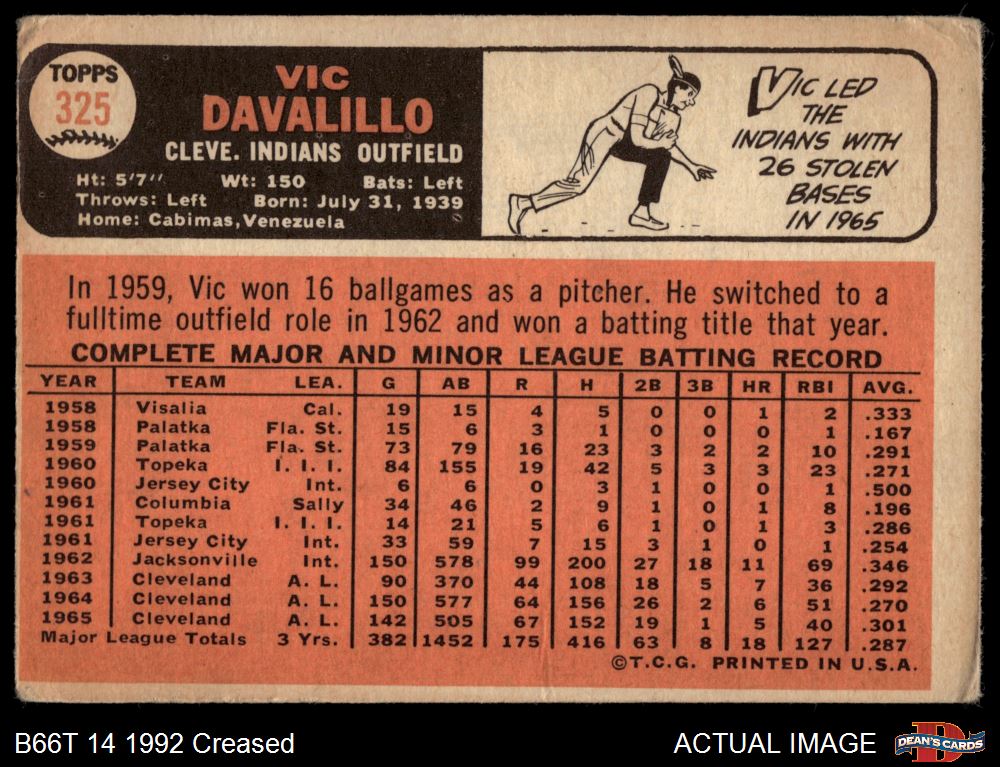 TOPPS
325
VIC
DAVALILLO
CLEVE. INDIANS OUTFIELD
Ht: 5'7" Wt: 150 Bats: Left
Throws: Left Born: July 31, 1939
Home: Cabimas, Venezuela
VIC LED
THE
INDIANS WITH
26 STOLEN
BASES
IN 1965
In 1959, Vic won 16 ballgames as a pitcher. He switched to a
fulltime outfield role in 1962 and won a batting title that year.
COMPLETE MAJOR AND MINOR LEAGUE BATTING RECORD
YEAR TEAM LEA. G AB R H 2B 3B HR RBI AVG.
1958 Visalia Cal. 19 15 4 5 0 0 1 2 .333
1958 Palatka Fla. St. 15 6 3 1 0 0 0 1 .167
1959 Palatka Fla. St. 73 79 16 23 3 2 2 10 .291
1960 Topeka I. I. I. 84 155 19 42 5 3 3 23 .271
1960 Jersey City Int. 6 6 0 3 1 0 0 1 .500
1961 Columbia Sally 34 46 2 9 1 0 1 8 .196
1961 Topeka I. I. I. 14 21 5 6 1 0 1 3 .286
1961 Jersey City Int. 33 59 7 15 3 1 0 1 .254
1962 Jacksonville Int. 150 578 99 200 27 18 11 69 .346
1963 Cleveland A. L. 90 370 44 108 18 5 7 36 .292
1964 Cleveland A. L. 150 577 64 156 26 2 6 51 .270
1965 Cleveland A. L. 142 505 67 152 19 1 5 40 .301
Major League Totals 3 Yrs. 382 1452 175 416 63 8 18 127 .287
©T.C.G. PRINTED IN U.S.A.
B66T 14 1992 Creased
ACTUAL IMAGE
DEAN'S CARDS